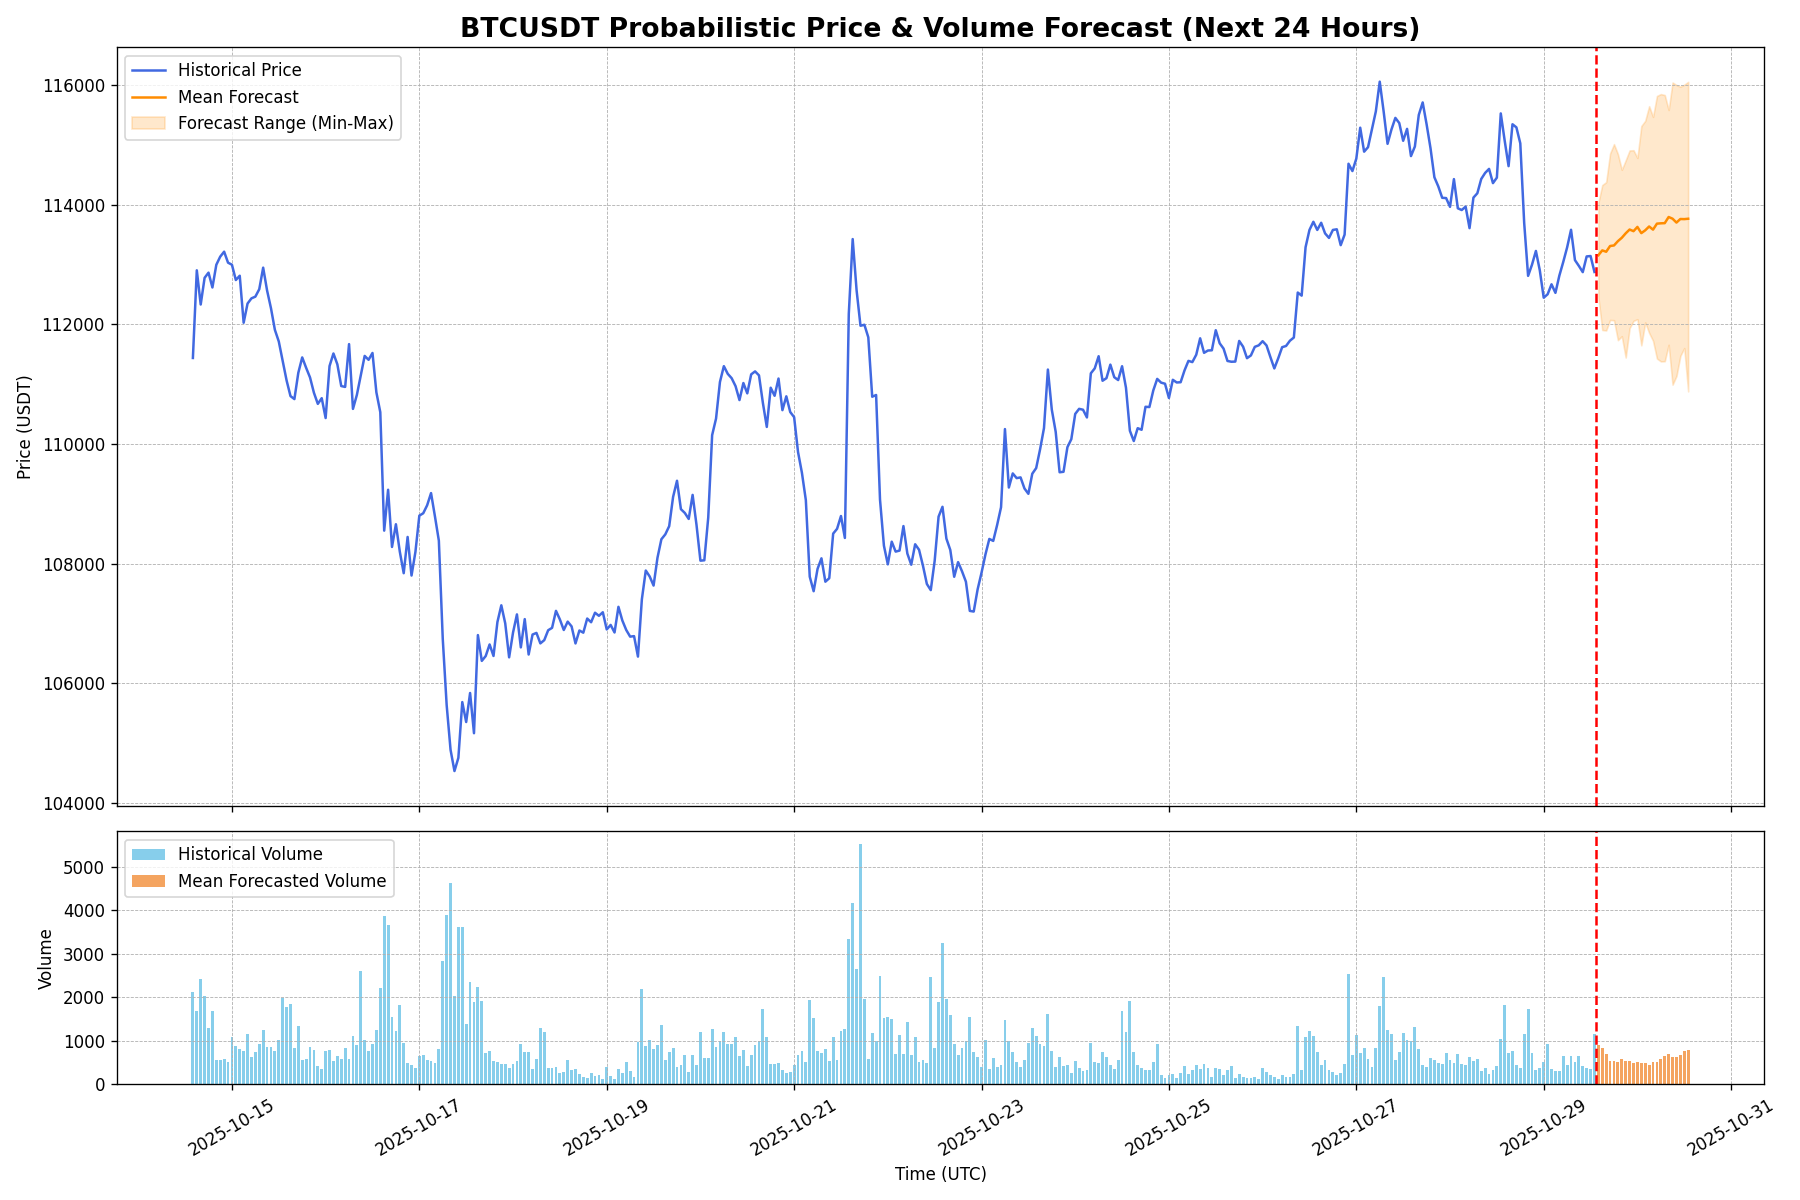 BTCUSDT Probabilistic Price & Volume Forecast (Next 24 Hours)
Historical Price
Mean Forecast
Forecast Range (Min-Max)
116000
114000
112000
110000
108000
106000
104000
Price (USDT)
Historical Volume
Mean Forecasted Volume
5000
4000
3000
2000
1000
0
Volume
2025-10-15
2025-10-17
2025-10-19
2025-10-21
2025-10-23
2025-10-25
2025-10-27
2025-10-29
2025-10-31
Time (UTC)